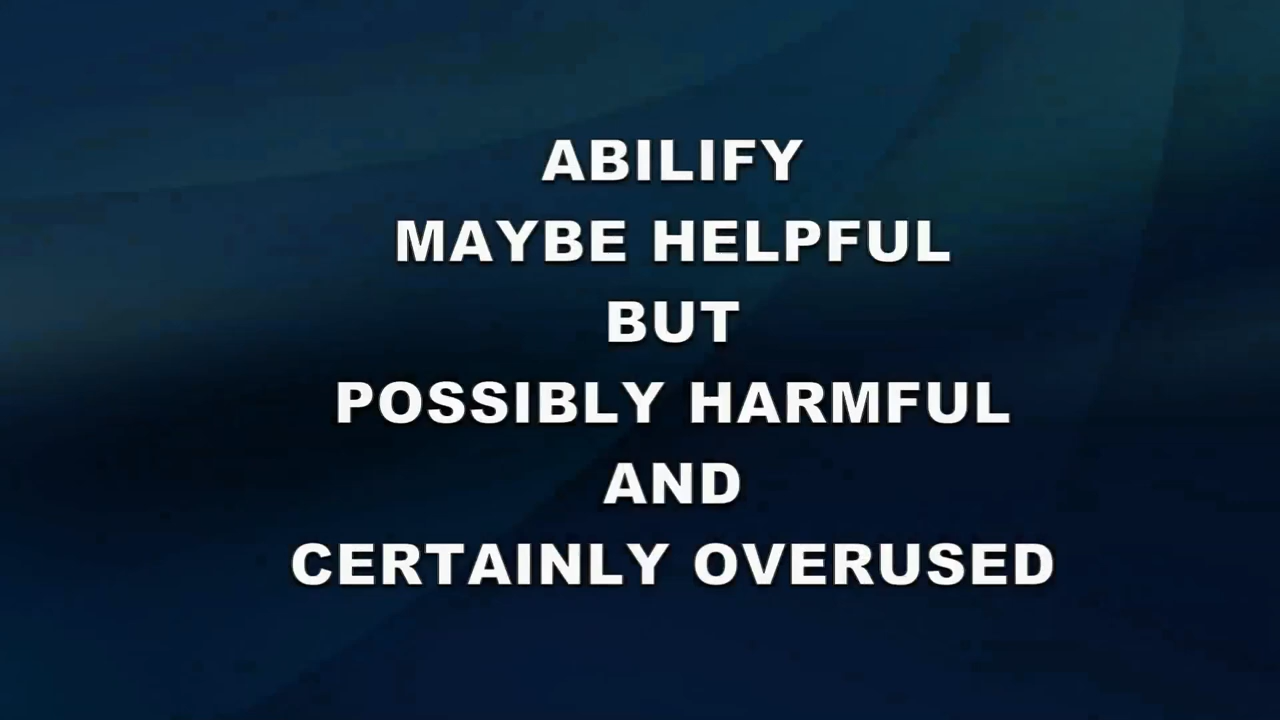 ABILIFY
MAYBE HELPFUL
BUT
POSSIBLY HARMFUL
AND
CERTAINLY OVERUSED